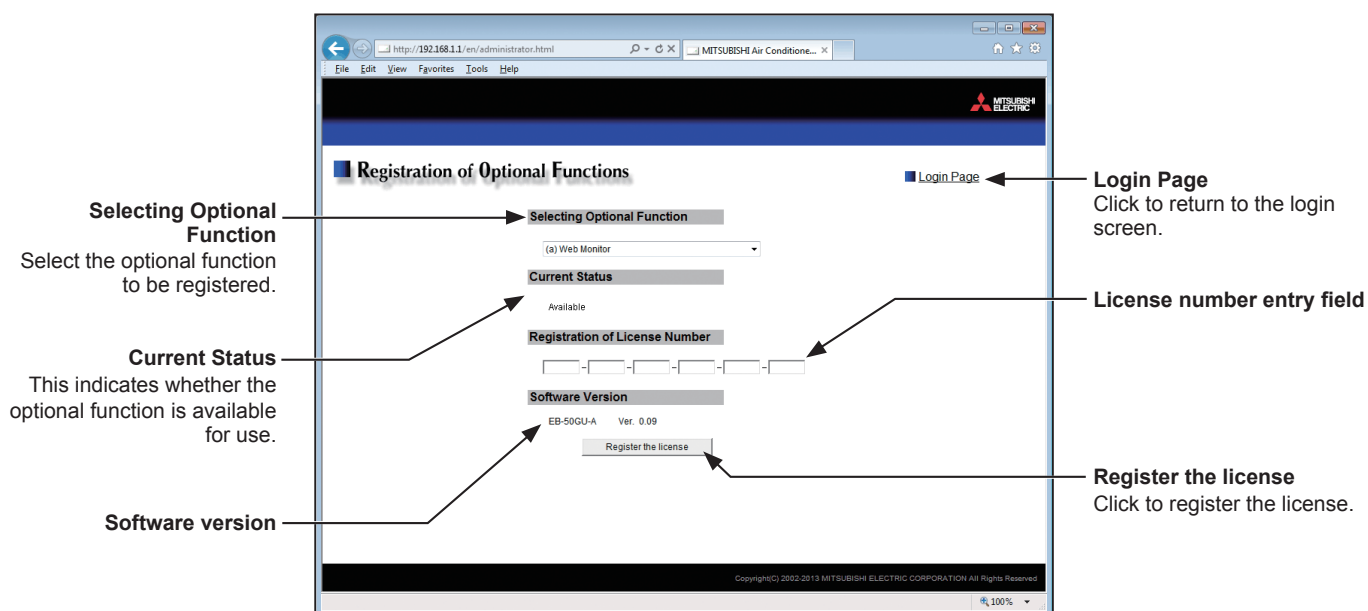 http://192.168.1.1/en/administrator.html
MITSUBISHI Air Conditione...
File Edit View Favorites Tools Help
MITSUBISHI
ELECTRIC
Registration of Optional Functions
Login Page
Selecting Optional Function
(a) Web Monitor
Current Status
Available
Registration of License Number
- - - - -
Software Version
EB-50GU-A Ver. 0.09
Register the license
Copyright(C) 2002-2013 MITSUBISHI ELECTRIC CORPORATION All Rights Reserved
100%
Selecting Optional
Function
Select the optional function
to be registered.
Current Status
This indicates whether the
optional function is available
for use.
Software version
Login Page
Click to return to the login
screen.
License number entry field
Register the license
Click to register the license.